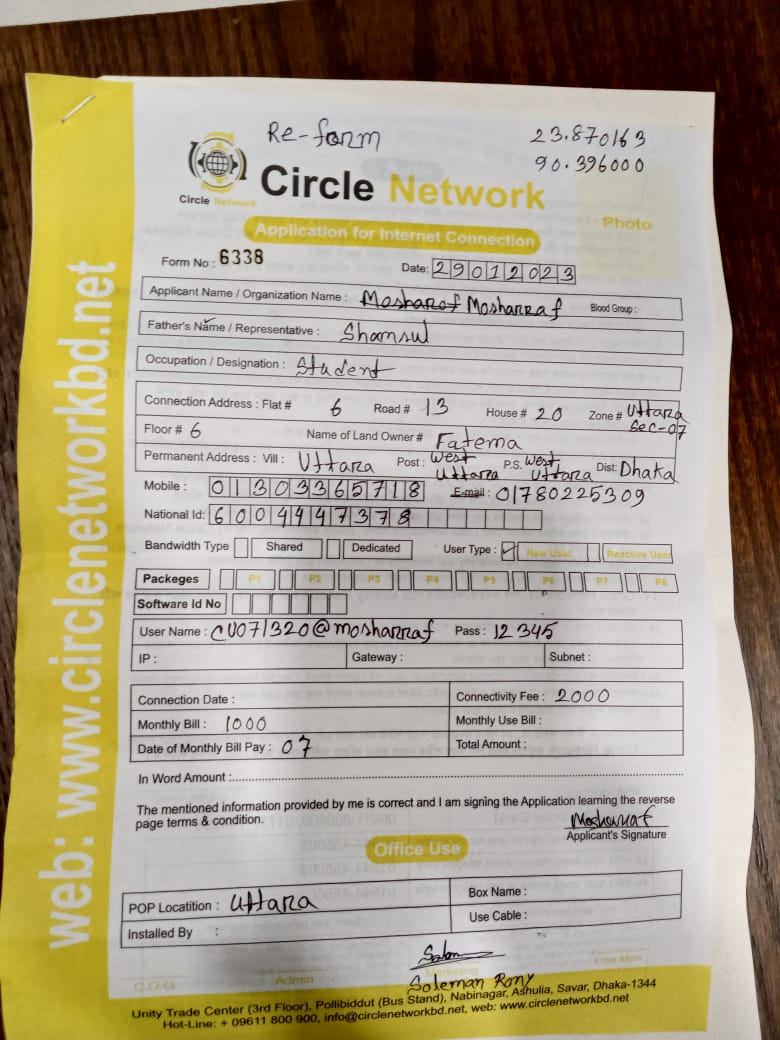 Re-form
23.870163
90.396000
Circle Network
Circle Network
Photo
Application for Internet Connection
Form No : 6338
Date: 29012023
Applicant Name / Organization Name : Mosharof Mosharraf Blood Group :
Father's Name / Representative : Shamsul
Occupation / Designation : Student
Connection Address : Flat # 6 Road # 13 House # 20 Zone # Uttara Sec-07
Floor # 6 Name of Land Owner # Fatema
Permanent Address : Vill : Uttara Post : West Uttara P.S. West Uttara Dist: Dhaka
Mobile : 01303365718 E-mail : 01780225309
National Id: 6004447378
Bandwidth Type Shared Dedicated User Type : ✓ New User Reactive User
Packeges P1 P2 P3 P4 P5 P6 P7 P8
Software Id No
User Name : CU071320@mosharraf Pass : 12345
IP : Gateway : Subnet :
Connection Date : Connectivity Fee : 2000
Monthly Bill : 1000 Monthly Use Bill :
Date of Monthly Bill Pay : 07 Total Amount :
In Word Amount :
The mentioned information provided by me is correct and I am signing the Application learning the reverse
page terms & condition.
Mosharraf
Applicant's Signature
Office Use
POP Locatition : Uttara Box Name :
Installed By : Use Cable :
C.O.O Admin Marketing Line Man
Soleman Rony
Unity Trade Center (3rd Floor), Pollibiddut (Bus Stand), Nabinagar, Ashulia, Savar, Dhaka-1344
Hot-Line: + 09611 800 900, info@circlenetworkbd.net, web: www.circlenetworkbd.net
web: www.circlenetworkbd.net